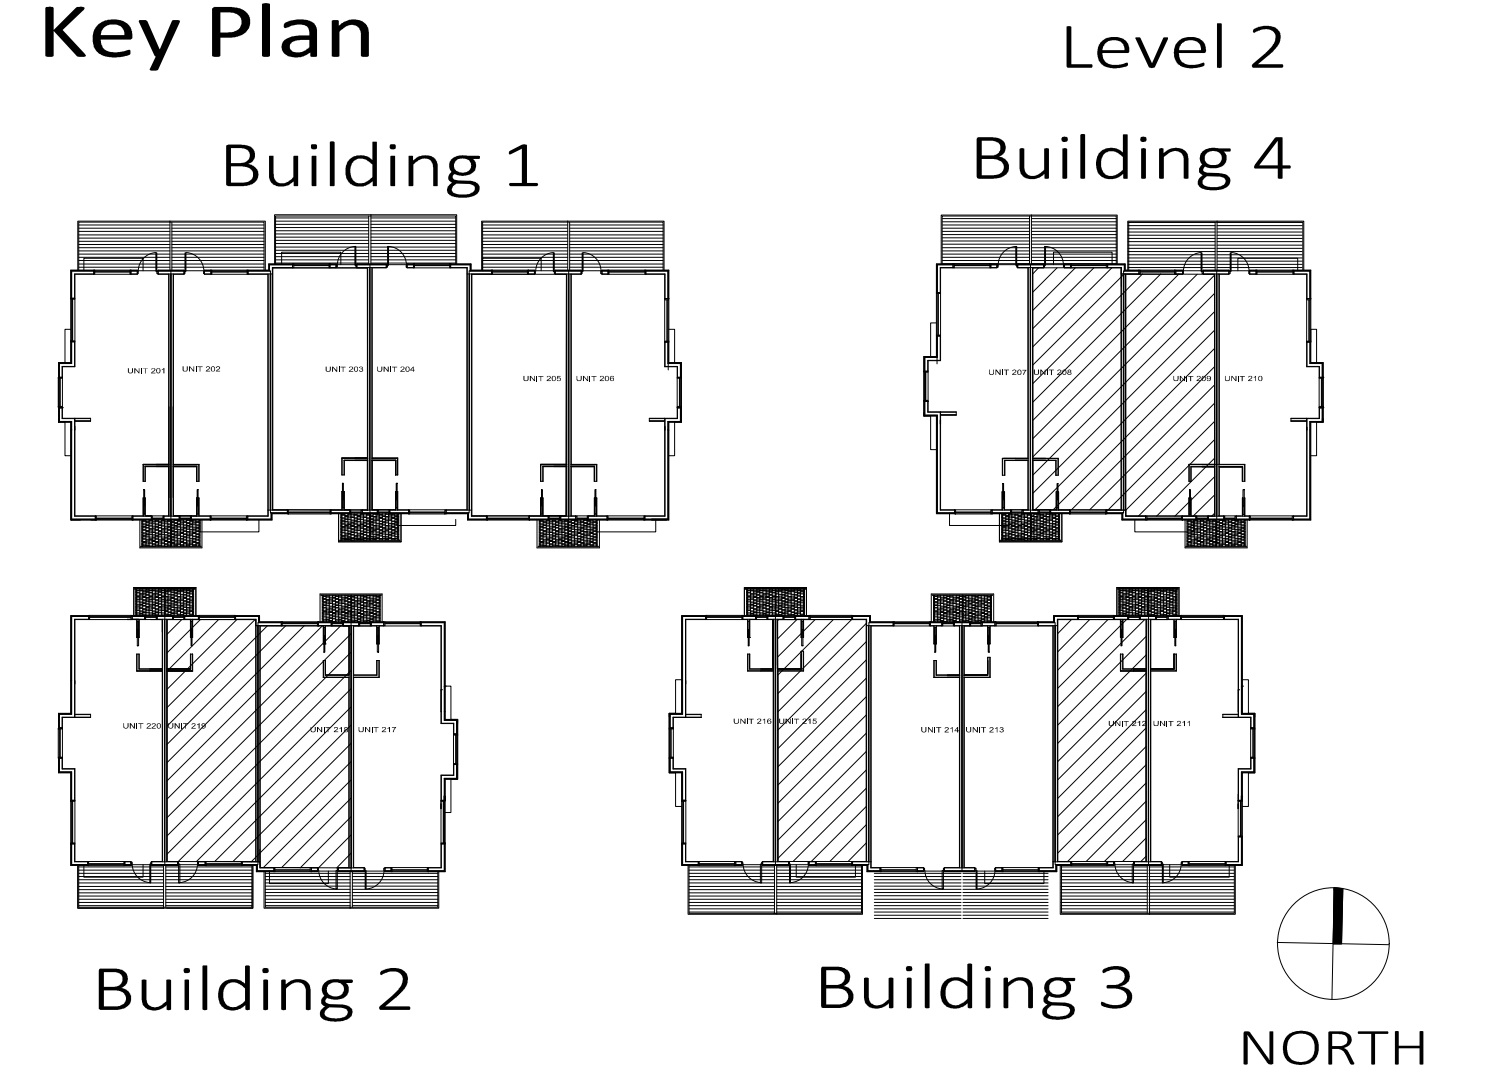 Key Plan
Level 2
Building 1
Building 4
UNIT 201
UNIT 202
UNIT 203
UNIT 204
UNIT 205
UNIT 206
UNIT 207
UNIT 208
UNIT 209
UNIT 210
UNIT 220
UNIT 219
UNIT 218
UNIT 217
UNIT 216
UNIT 215
UNIT 214
UNIT 213
UNIT 212
UNIT 211
Building 2
Building 3
NORTH